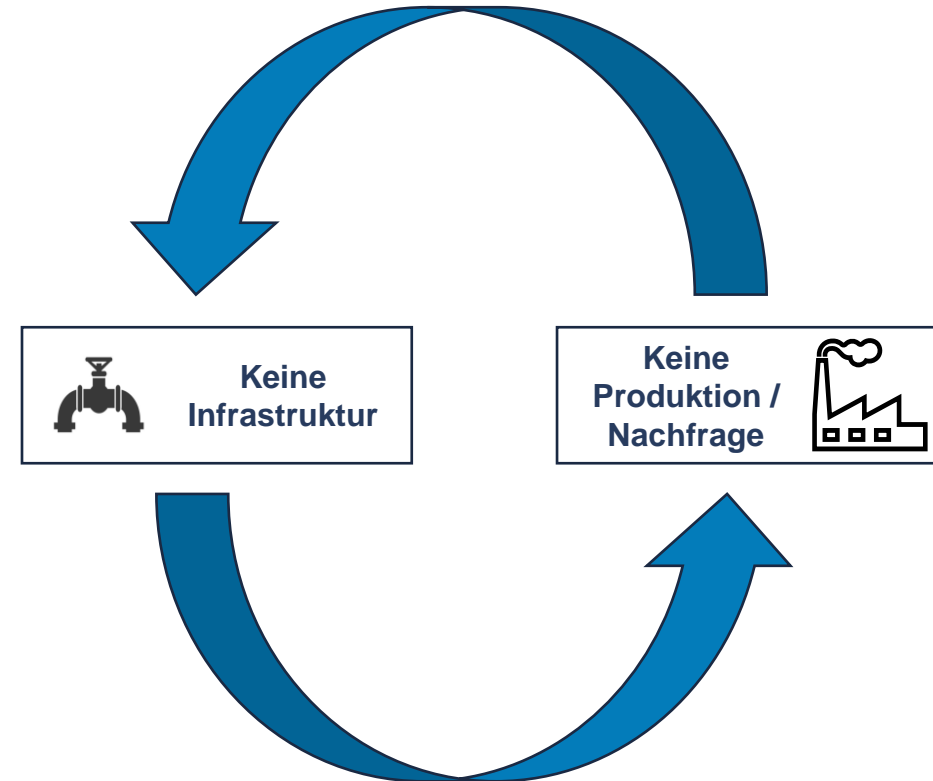 Keine
Infrastruktur
Keine
Produktion /
Nachfrage